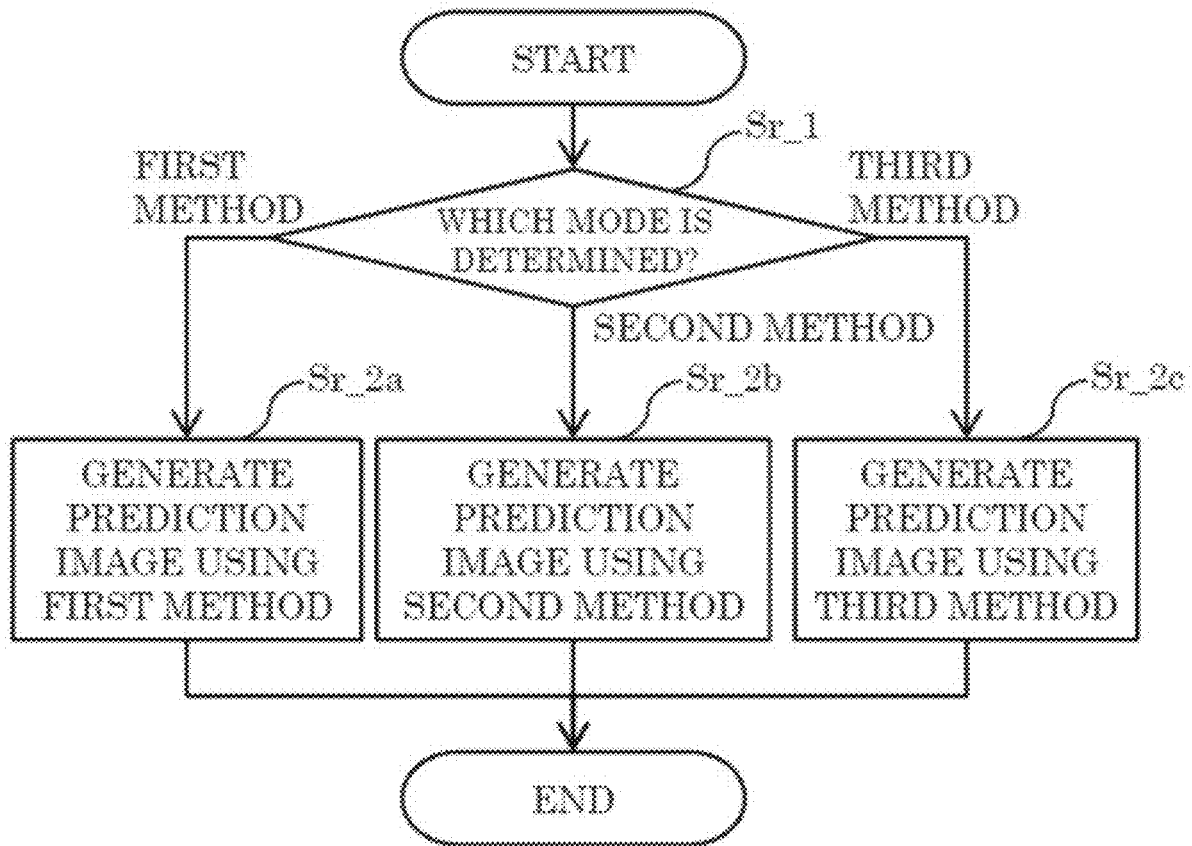 START
Sr_1
FIRST
METHOD
THIRD
METHOD
WHICH MODE IS
DETERMINED?
SECOND METHOD
Sr_2a
Sr_2b
Sr_2c
GENERATE
PREDICTION
IMAGE USING
FIRST METHOD
GENERATE
PREDICTION
IMAGE USING
SECOND METHOD
GENERATE
PREDICTION
IMAGE USING
THIRD METHOD
END